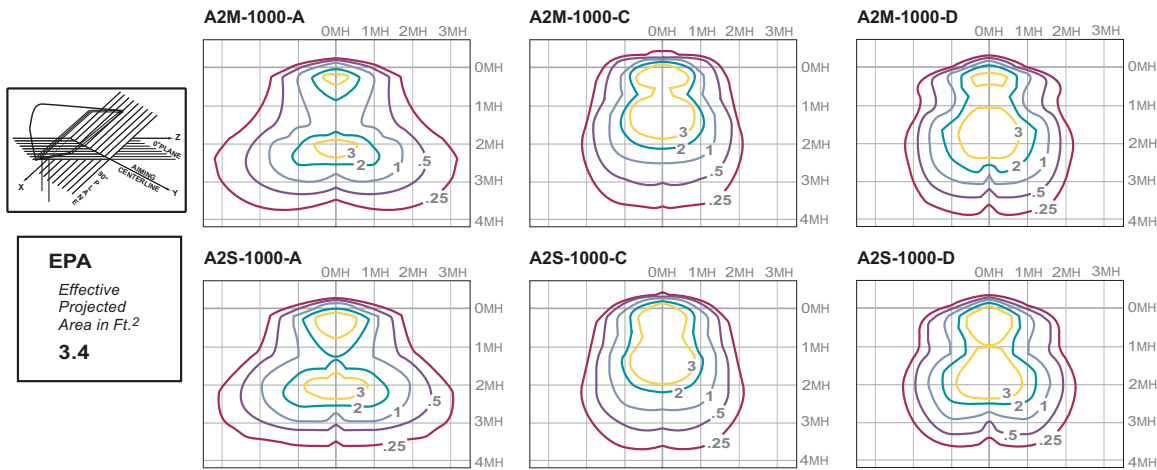 A2M-1000-A
0MH 1MH 2MH 3MH
0MH
1MH
2MH
3MH
4MH
3
2
1
.5
.25
A2M-1000-C
0MH 1MH 2MH 3MH
0MH
1MH
2MH
3MH
4MH
3
2
1
.5
.25
A2M-1000-D
0MH 1MH 2MH 3MH
0MH
1MH
2MH
3MH
4MH
3
2
1
.5
.25
Z
0° PLANE
AIMING
CENTERLINE
X
Y
90°
PLANE
EPA
Effective
Projected
Area in Ft.²
3.4
A2S-1000-A
0MH 1MH 2MH 3MH
0MH
1MH
2MH
3MH
4MH
3
2
1
.5
.25
A2S-1000-C
0MH 1MH 2MH 3MH
0MH
1MH
2MH
3MH
4MH
3
2
1
.5
.25
A2S-1000-D
0MH 1MH 2MH 3MH
0MH
1MH
2MH
3MH
4MH
3
2
1
.5
.25